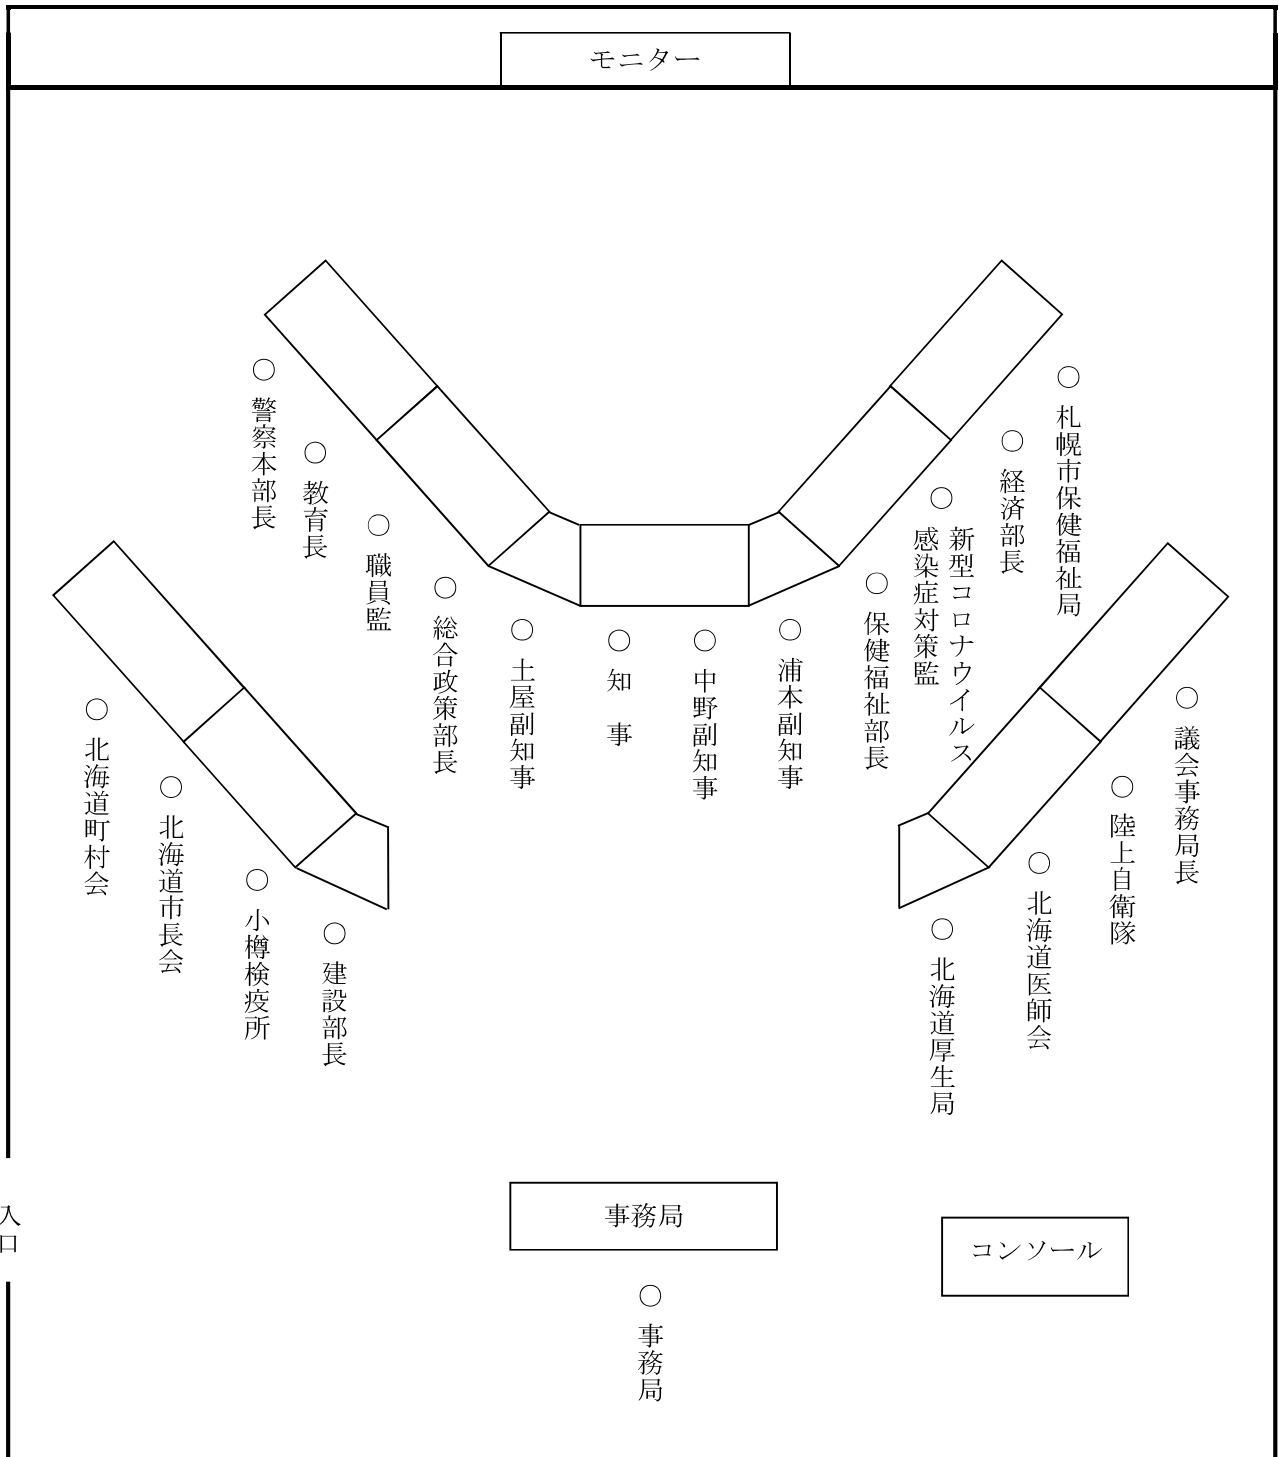 モニター
○ 警察本部長
○ 教育長
○ 職員監
○ 総合政策部長
○ 土屋副知事
○ 知　事
○ 中野副知事
○ 浦本副知事
○ 保健福祉部長
○ 新型コロナウイルス
感染症対策監
○ 経済部長
○ 札幌市保健福祉局
○ 北海道町村会
○ 北海道市長会
○ 小樽検疫所
○ 建設部長
○ 北海道厚生局
○ 北海道医師会
○ 陸上自衛隊
○ 議会事務局長
入口
事務局
コンソール
○ 事務局